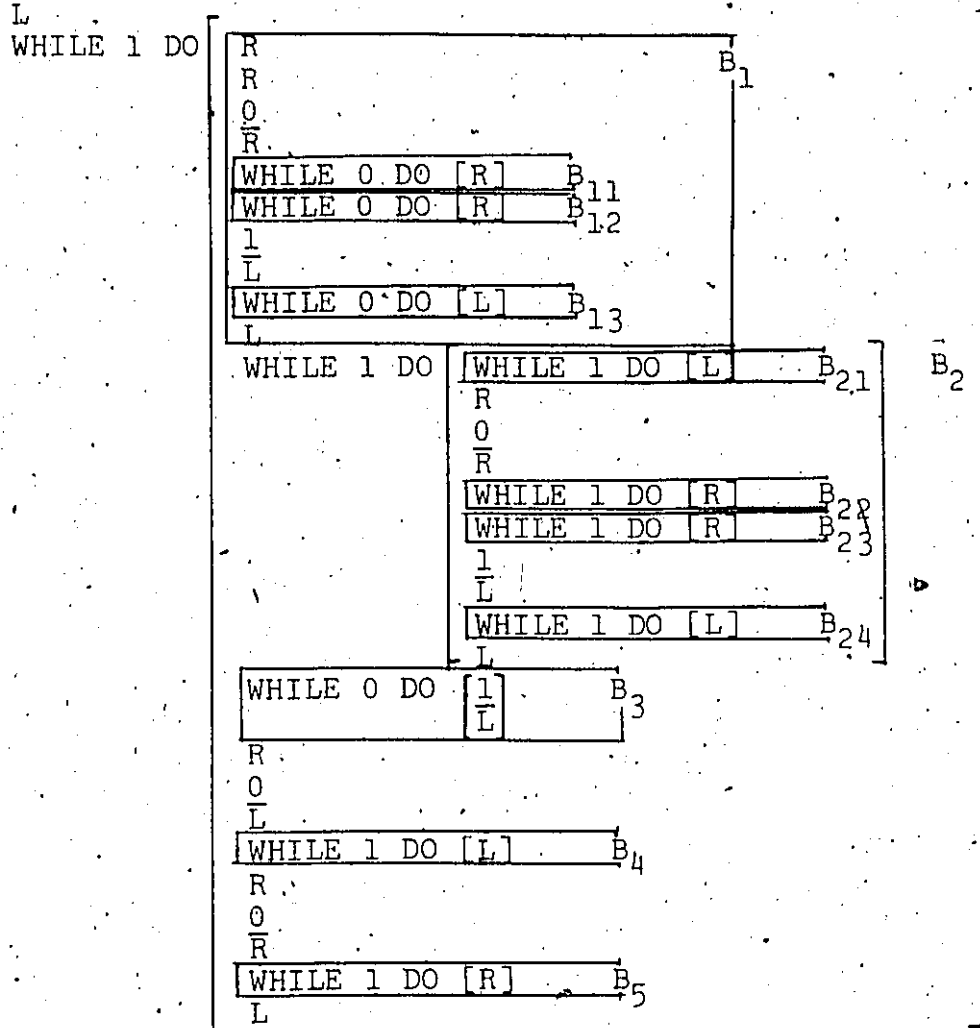 L
WHILE 1 DO [ R B₁
R
0
R
WHILE 0 DO [R] B₁₁
WHILE 0 DO [R] B₁₂
1
L
WHILE 0 DO [L] B₁₃
L
WHILE 1 DO [ WHILE 1 DO [L] B₂₁ ] B₂
R
0
R
WHILE 1 DO [R] B₂₂
WHILE 1 DO [R] B₂₃
1
L
WHILE 1 DO [L] B₂₄
L
WHILE 0 DO [1 B₃
L]
R
0
L
WHILE 1 DO [L] B₄
R
0
R
WHILE 1 DO [R] B₅
L